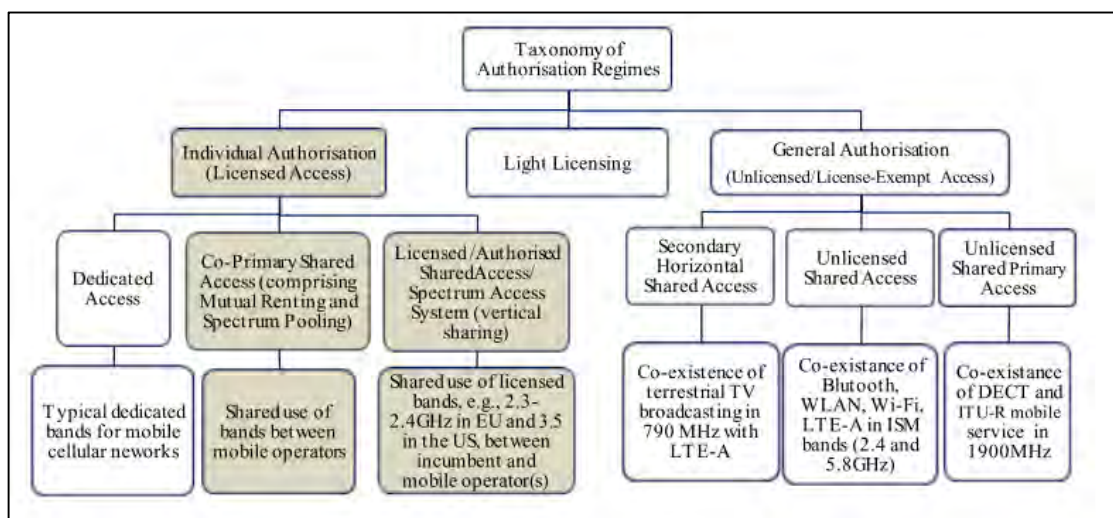 Taxonomy of
Authorisation Regimes
Individual Authorisation
(Licensed Access)
Light Licensing
General Authorisation
(Unlicensed/License-Exempt Access)
Dedicated
Access
Co-Primary Shared
Access (comprising
Mutual Renting and
Spectrum Pooling)
Licensed/Authorised
SharedAccess/
Spectrum Access
System (vertical
sharing)
Secondary
Horizontal
Shared Access
Unlicensed
Shared Access
Unlicensed
Shared Primary
Access
Typical dedicated
bands for mobile
cellular neworks
Shared use of
bands between
mobile operators
Shared use of licensed
bands, e.g., 2.3-
2.4GHz in EU and 3.5
in the US, between
incumbent and
mobile operator(s)
Co-existence of
terrestrial TV
broadcasting in
790 MHz with
LTE-A
Co-existance of
Blutooth,
WLAN, Wi-Fi,
LTE-A in ISM
bands (2.4 and
5.8GHz)
Co-existance
of DECT and
ITU-R mobile
service in
1900MHz